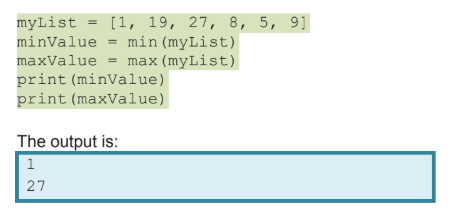 myList = [1, 19, 27, 8, 5, 9]
minValue = min(myList)
maxValue = max(myList)
print(minValue)
print(maxValue)
The output is:
1
27